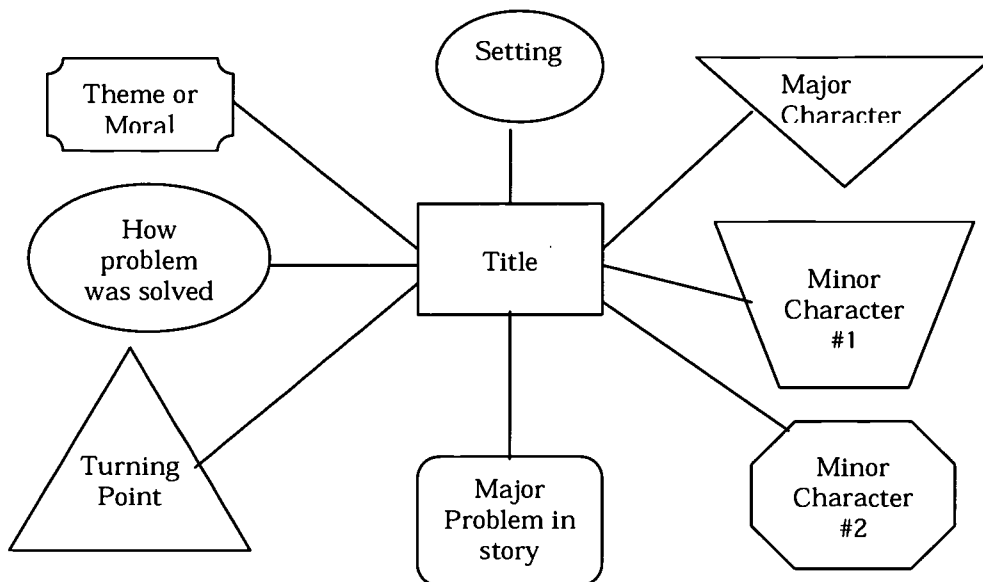 Setting
Theme or
Moral
Major
Character
How
problem
was solved
Title
Minor
Character
#1
Turning
Point
Major
Problem in
story
Minor
Character
#2